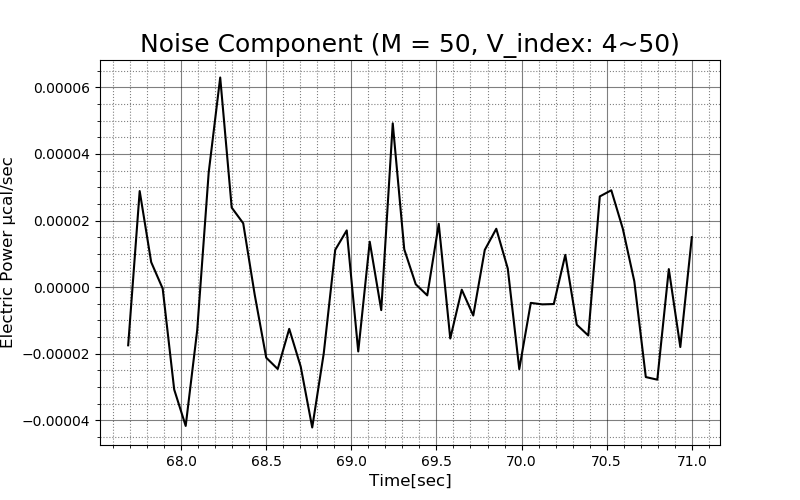 Noise Component (M = 50, V_index: 4~50)
Electric Power μcal/sec
0.00006
0.00004
0.00002
0.00000
−0.00002
−0.00004
68.0 68.5 69.0 69.5 70.0 70.5 71.0
Time[sec]